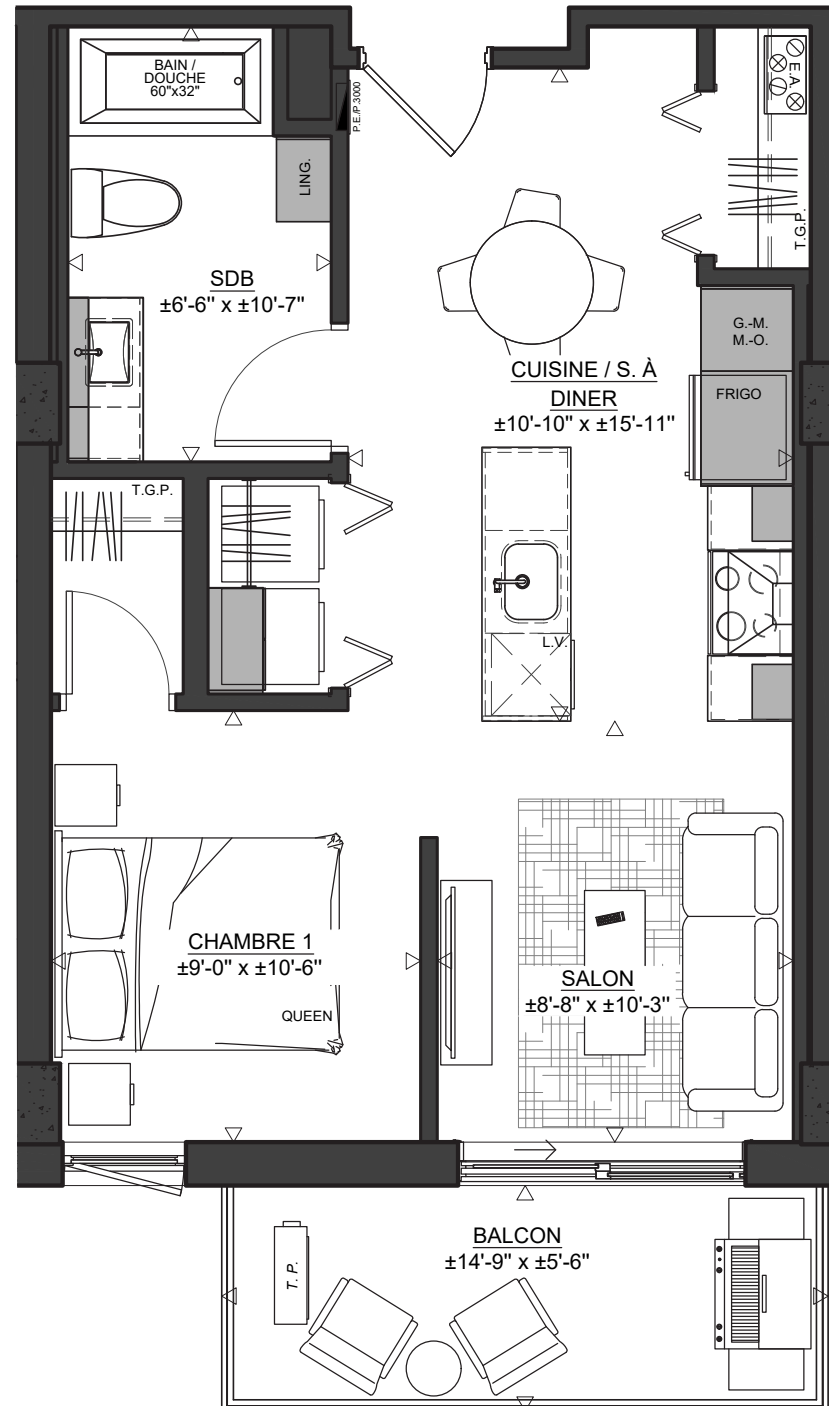 BAIN /
DOUCHE
60"x32"
P.E./P.3000
E.A.
LING.
T.G.P.
SDB
±6'-6" x ±10'-7"
G.-M.
M.-O.
CUISINE / S. À
DINER
±10'-10" x ±15'-11"
FRIGO
T.G.P.
L.V.
CHAMBRE 1
±9'-0" x ±10'-6"
QUEEN
SALON
±8'-8" x ±10'-3"
BALCON
±14'-9" x ±5'-6"
T. P.